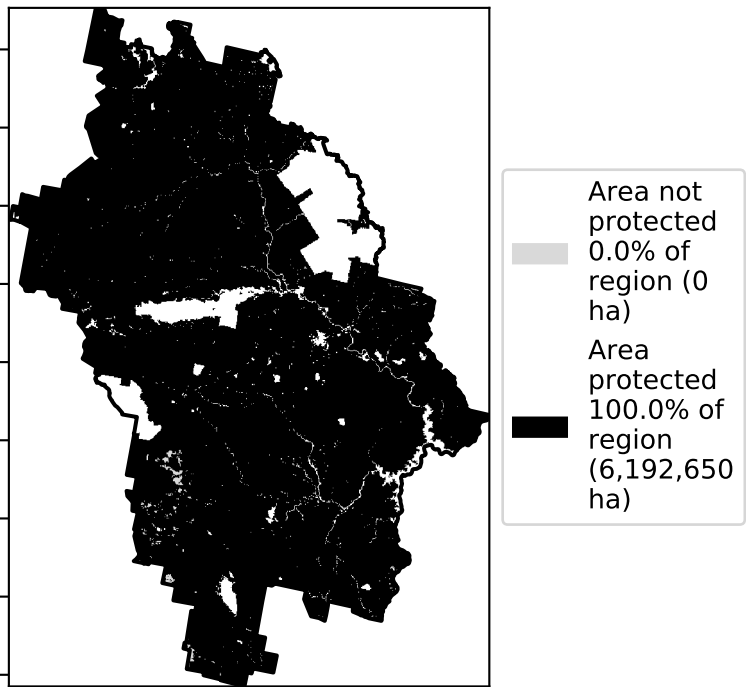 Area not
protected
0.0% of
region (0
ha)
Area
protected
100.0% of
region
(6,192,650
ha)